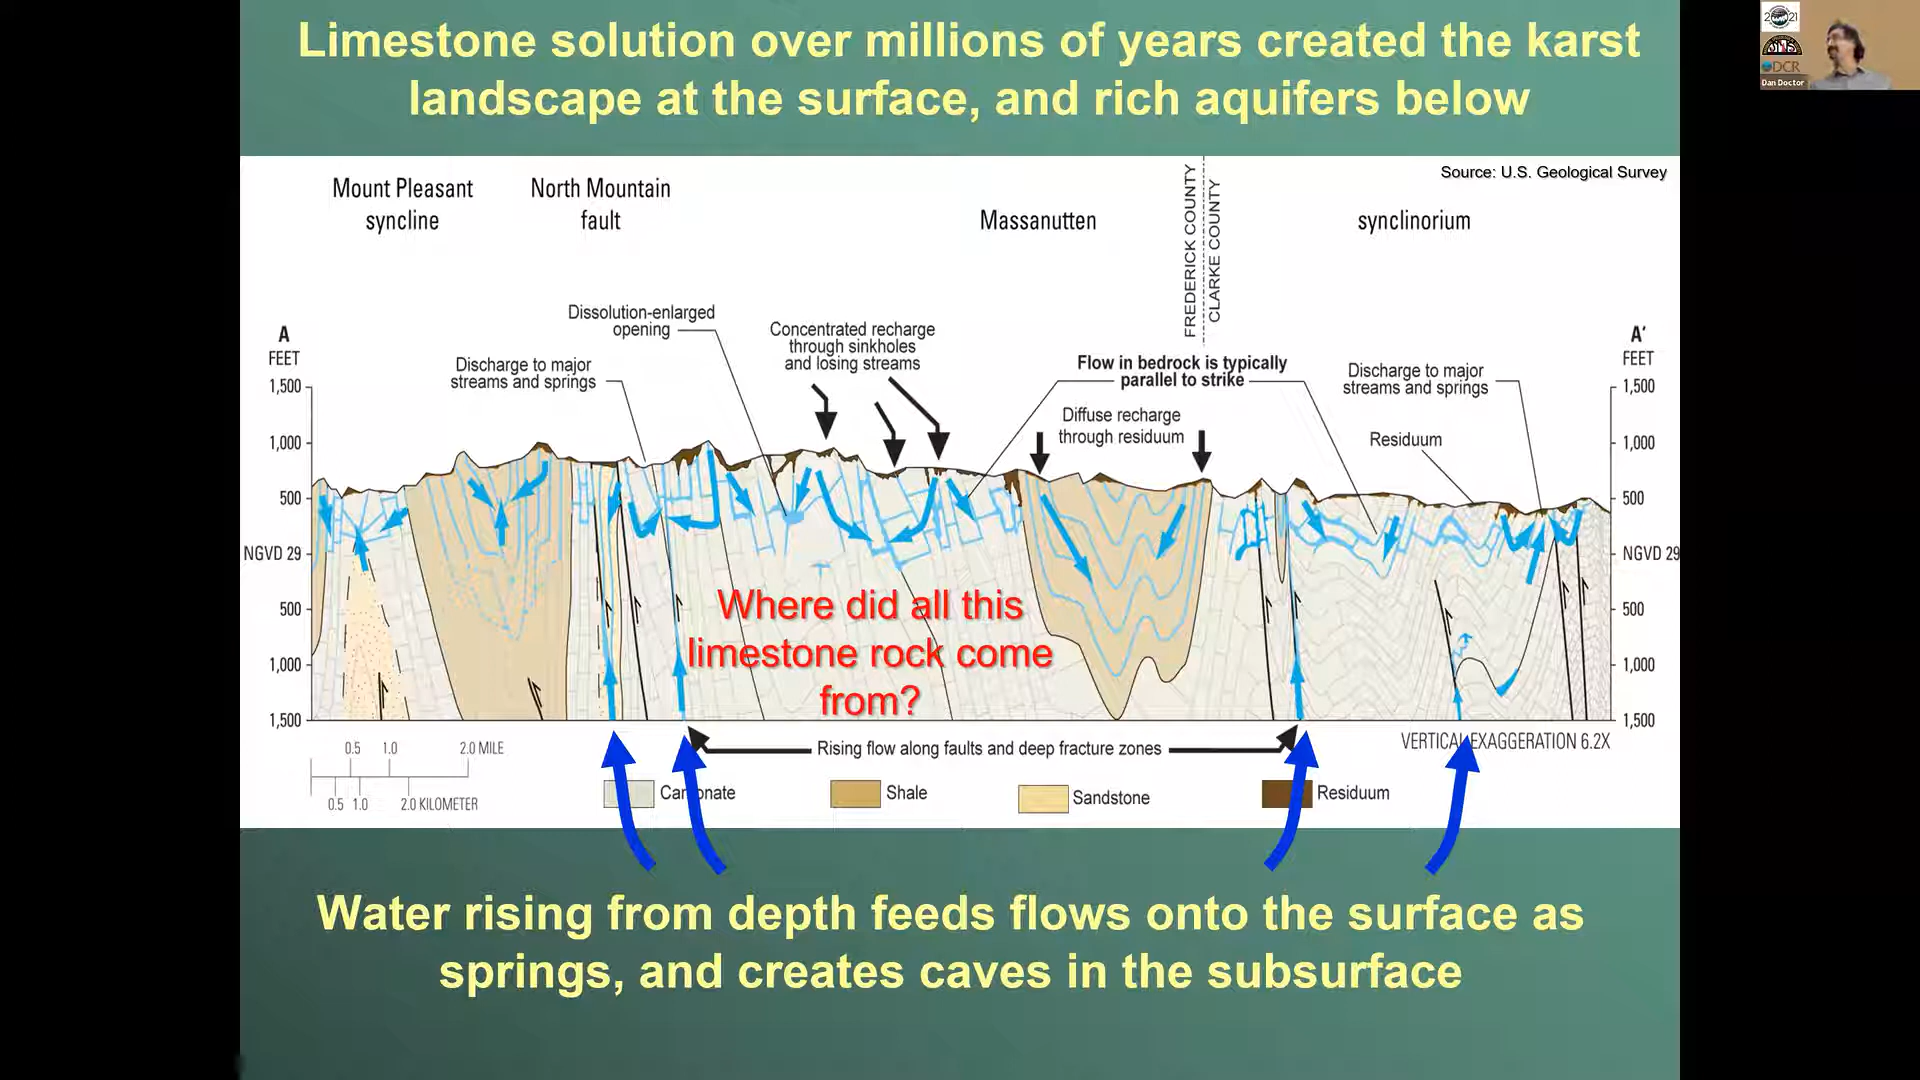 Limestone solution over millions of years created the karst
landscape at the surface, and rich aquifers below
Source: U.S. Geological Survey
Mount Pleasant
syncline
North Mountain
fault
Massanutten
FREDERICK COUNTY
CLARKE COUNTY
synclinorium
A
FEET
A’
FEET
Dissolution-enlarged
opening
Concentrated recharge
through sinkholes
and losing streams
Discharge to major
streams and springs
Flow in bedrock is typically
parallel to strike
Discharge to major
streams and springs
Diffuse recharge
through residuum
Residuum
1,500
1,000
500
NGVD 29
500
1,000
1,500
1,500
1,000
500
NGVD 29
500
1,000
1,500
Where did all this
limestone rock come
from?
0.5 1.0 2.0 MILE
0.5 1.0 2.0 KILOMETER
Rising flow along faults and deep fracture zones
VERTICAL EXAGGERATION 6.2X
Carbonate
Shale
Sandstone
Residuum
Water rising from depth feeds flows onto the surface as
springs, and creates caves in the subsurface
2021
DCR
Dan Doctor